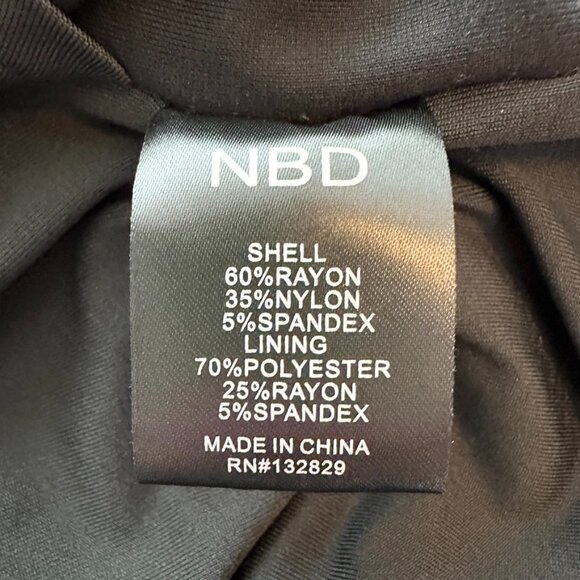 NBD
SHELL
60%RAYON
35%NYLON
5%SPANDEX
LINING
70%POLYESTER
25%RAYON
5%SPANDEX
MADE IN CHINA
RN#132829